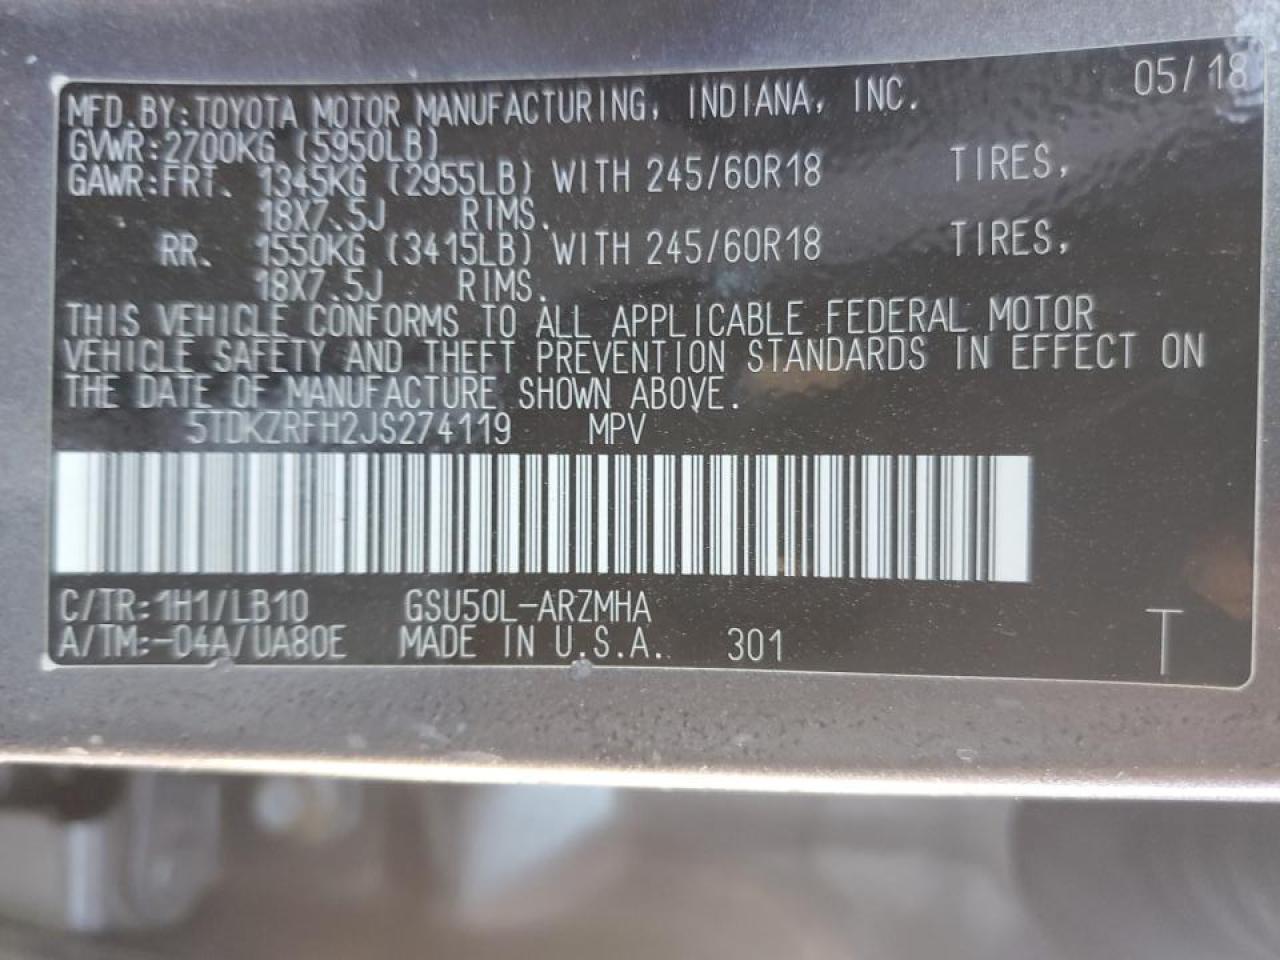 05/18
MFD.BY:TOYOTA MOTOR MANUFACTURING, INDIANA, INC.
GVWR:2700KG (5950LB)
GAWR:FRT. 1345KG (2955LB) WITH 245/60R18 TIRES,
18X7.5J RIMS.
RR. 1550KG (3415LB) WITH 245/60R18 TIRES,
18X7.5J RIMS.
THIS VEHICLE CONFORMS TO ALL APPLICABLE FEDERAL MOTOR
VEHICLE SAFETY AND THEFT PREVENTION STANDARDS IN EFFECT ON
THE DATE OF MANUFACTURE SHOWN ABOVE.
5TDKZRFH2JS274119 MPV
C/TR:1H1/LB10 GSU50L-ARZMHA
A/TM:-04A/UA80E MADE IN U.S.A. 301 T